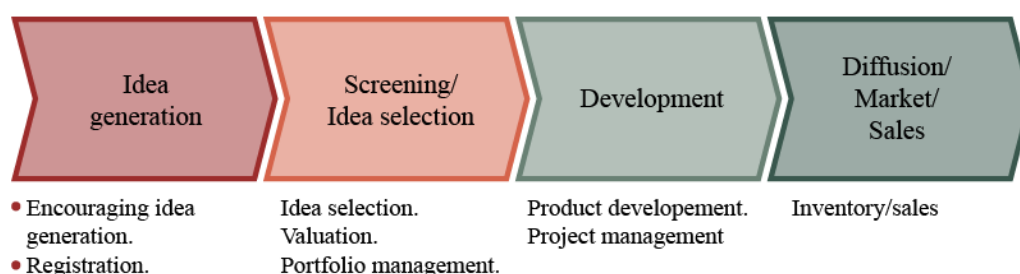 Idea
generation
Screening/
Idea selection
Development
Diffusion/
Market/
Sales
• Encouraging idea
generation.
• Registration.
Idea selection.
Valuation.
Portfolio management.
Product developement.
Project management
Inventory/sales